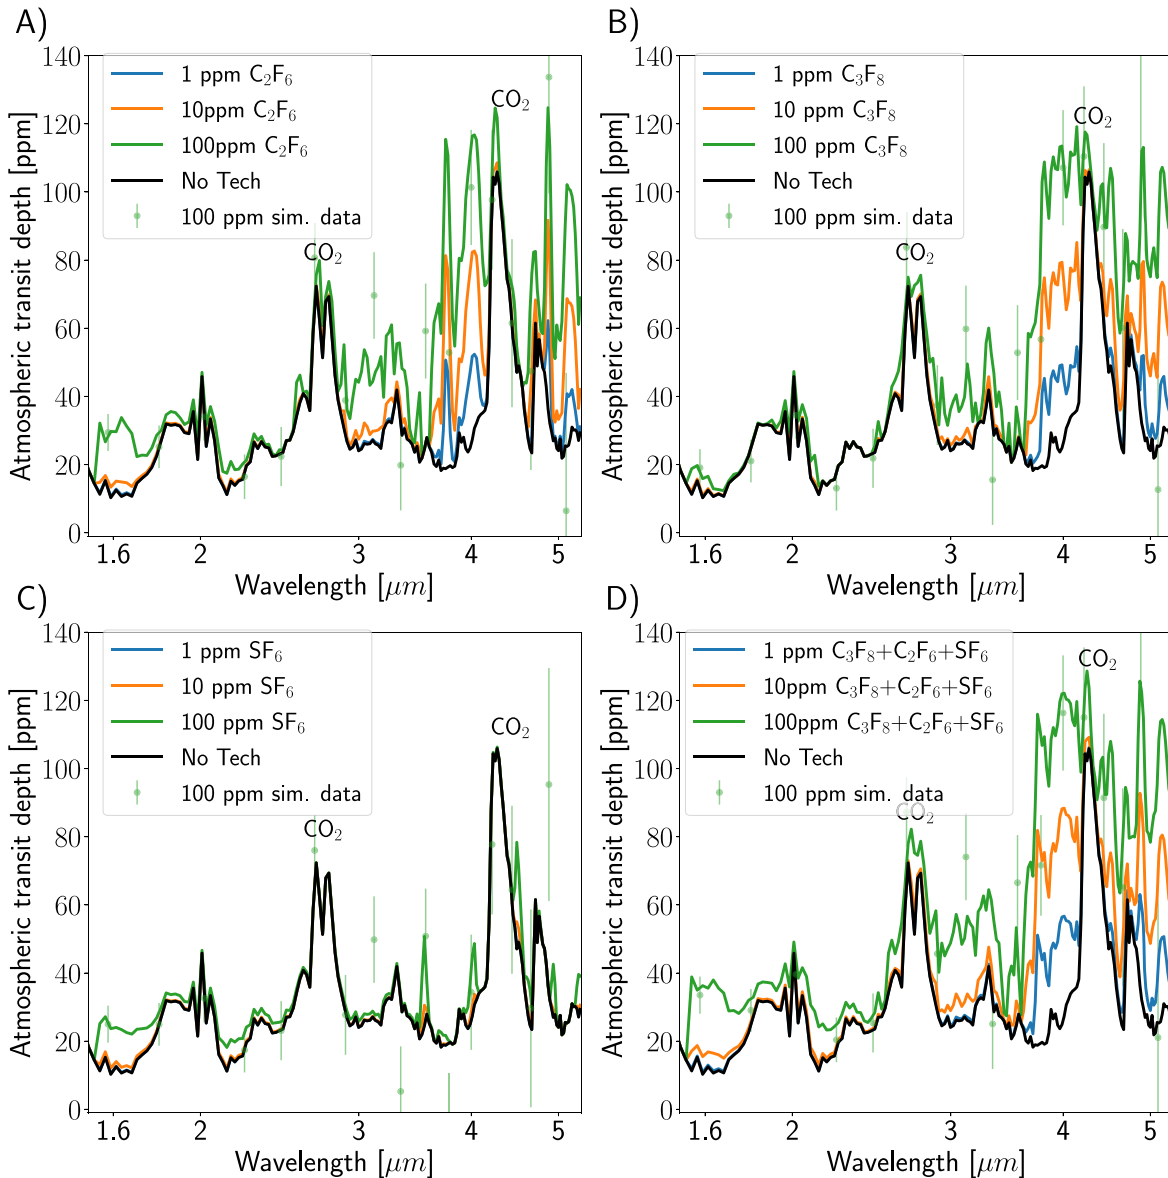 A)
140
120
100
80
60
40
20
0
Atmospheric transit depth [ppm]
1 ppm C₂F₆
10ppm C₂F₆
100ppm C₂F₆
No Tech
100 ppm sim. data
CO₂
CO₂
1.6 2 3 4 5
Wavelength [μm]
B)
140
120
100
80
60
40
20
0
Atmospheric transit depth [ppm]
1 ppm C₃F₈
10 ppm C₃F₈
100 ppm C₃F₈
No Tech
100 ppm sim. data
CO₂
CO₂
1.6 2 3 4 5
Wavelength [μm]
C)
140
120
100
80
60
40
20
0
Atmospheric transit depth [ppm]
1 ppm SF₆
10 ppm SF₆
100 ppm SF₆
No Tech
100 ppm sim. data
CO₂
CO₂
1.6 2 3 4 5
Wavelength [μm]
D)
140
120
100
80
60
40
20
0
Atmospheric transit depth [ppm]
1 ppm C₃F₈+C₂F₆+SF₆
10ppm C₃F₈+C₂F₆+SF₆
100ppm C₃F₈+C₂F₆+SF₆
No Tech
100 ppm sim. data
CO₂
CO₂
1.6 2 3 4 5
Wavelength [μm]